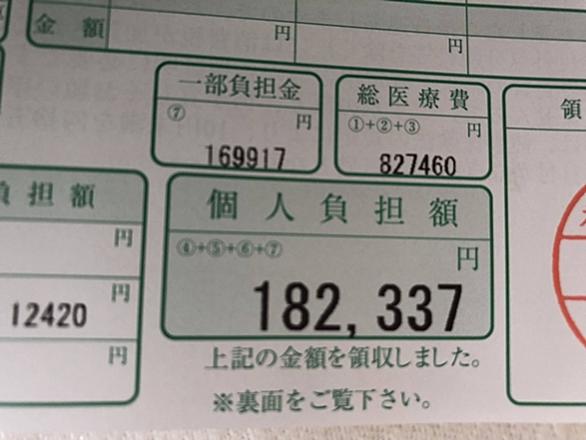 金額
円
円
一部負担金
⑦ 円
169917
総医療費
①+②+③ 円
827460
領
負担額
円
12420 円
円
個人負担額
④+⑤+⑥+⑦ 円
182,337
上記の金額を領収しました。
※裏面をご覧下さい。